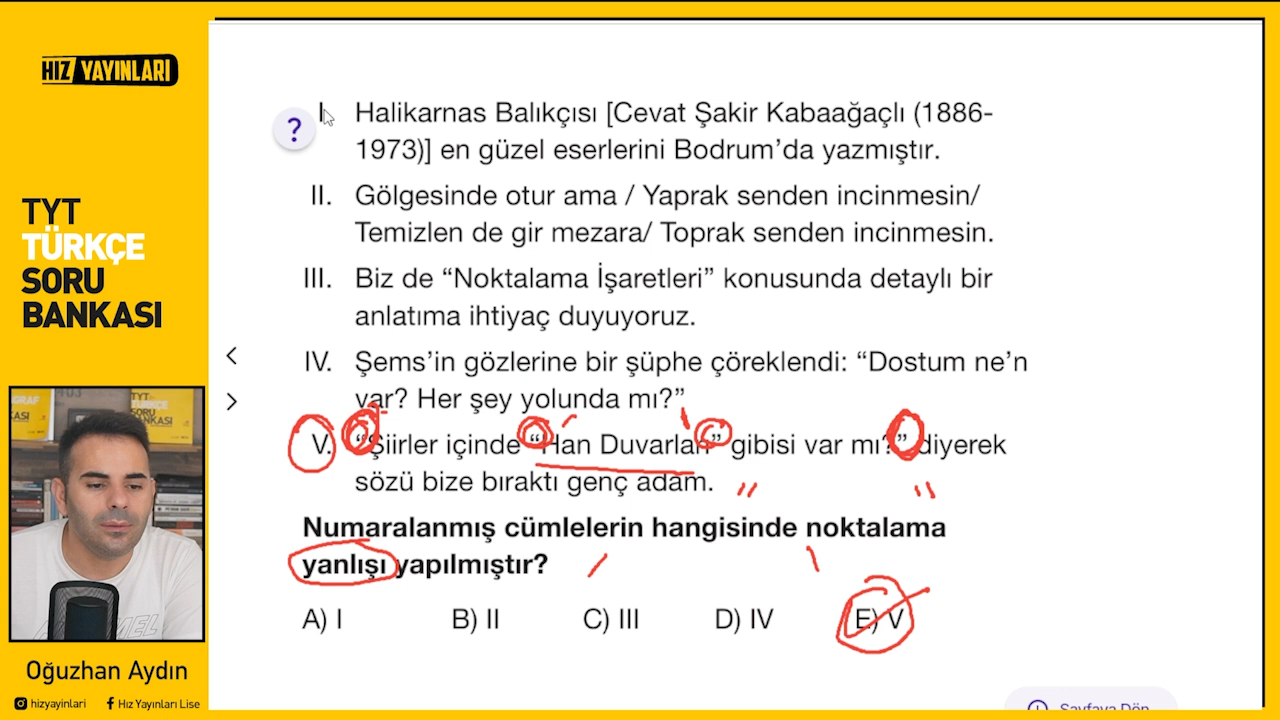 HIZ YAYINLARI
TYT
TÜRKÇE
SORU
BANKASI
?
I. Halikarnas Balıkçısı [Cevat Şakir Kabaağaçlı (1886-
1973)] en güzel eserlerini Bodrum’da yazmıştır.
II. Gölgesinde otur ama / Yaprak senden incinmesin/
Temizlen de gir mezara/ Toprak senden incinmesin.
III. Biz de “Noktalama İşaretleri” konusunda detaylı bir
anlatıma ihtiyaç duyuyoruz.
IV. Şems’in gözlerine bir şüphe çöreklendi: “Dostum ne’n
var? Her şey yolunda mı?”
V. “Şiirler içinde “Han Duvarları” gibisi var mı?” diyerek
sözü bize bıraktı genç adam.
Numaralanmış cümlelerin hangisinde noktalama
yanlışı yapılmıştır?
A) I B) II C) III D) IV E) V
Oğuzhan Aydın
hizyayinlari Hız Yayınları Lise
Sayfaya Dön